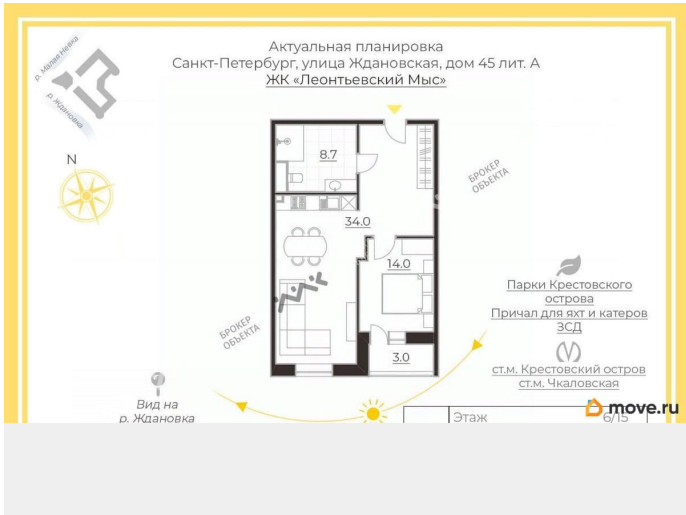 Актуальная планировка
Санкт-Петербург, улица Ждановская, дом 45 лит. А
ЖК «Леонтьевский Мыс»
р. Малая Невка
р. Ждановка
N
8.7
34.0
14.0
3.0
БРОКЕР
ОБЪЕКТА
БРОКЕР
ОБЪЕКТА
Парки Крестовского
острова
Причал для яхт и катеров
ЗСД
ст.м. Крестовский остров
ст.м. Чкаловская
Вид на
р. Ждановка
Этаж 6/15
move.ru